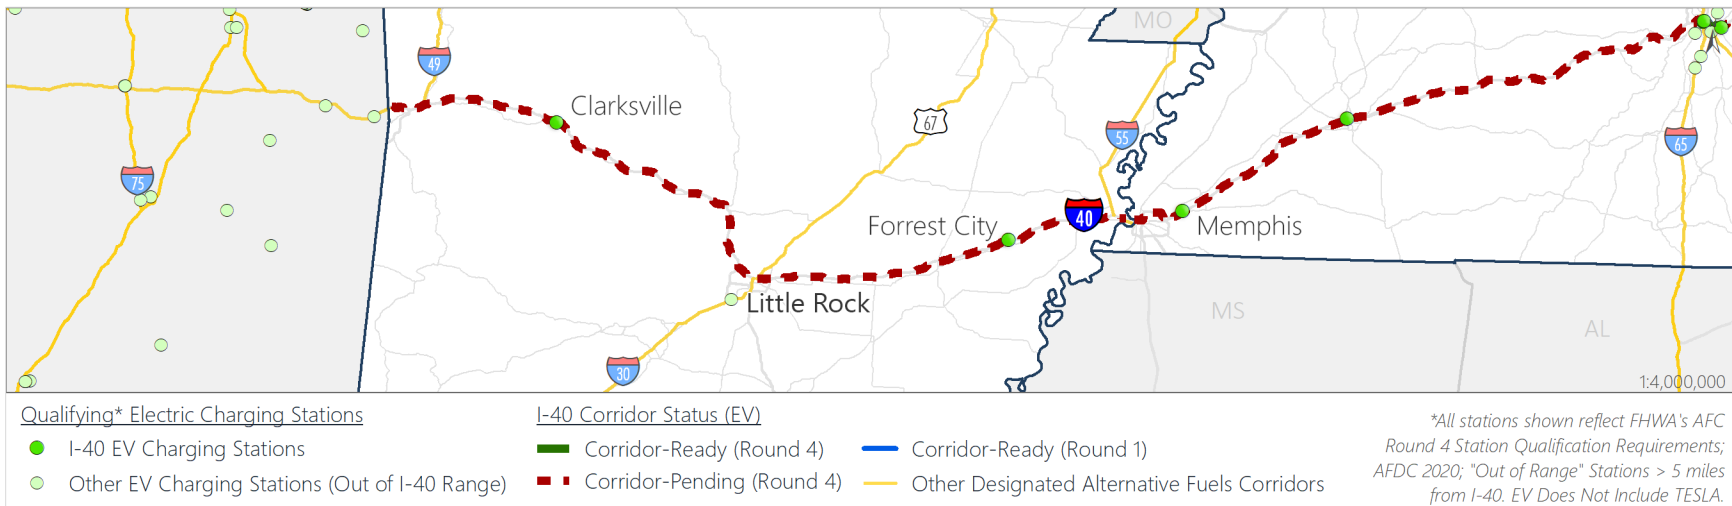 MO
49
Clarksville
67
55
65
75
Forrest City
40
Memphis
Little Rock
MS
AL
30
1:4,000,000
Qualifying* Electric Charging Stations
I-40 EV Charging Stations
Other EV Charging Stations (Out of I-40 Range)
I-40 Corridor Status (EV)
Corridor-Ready (Round 4)
Corridor-Ready (Round 1)
Corridor-Pending (Round 4)
Other Designated Alternative Fuels Corridors
*All stations shown reflect FHWA's AFC
Round 4 Station Qualification Requirements;
AFDC 2020; "Out of Range" Stations > 5 miles
from I-40. EV Does Not Include TESLA.